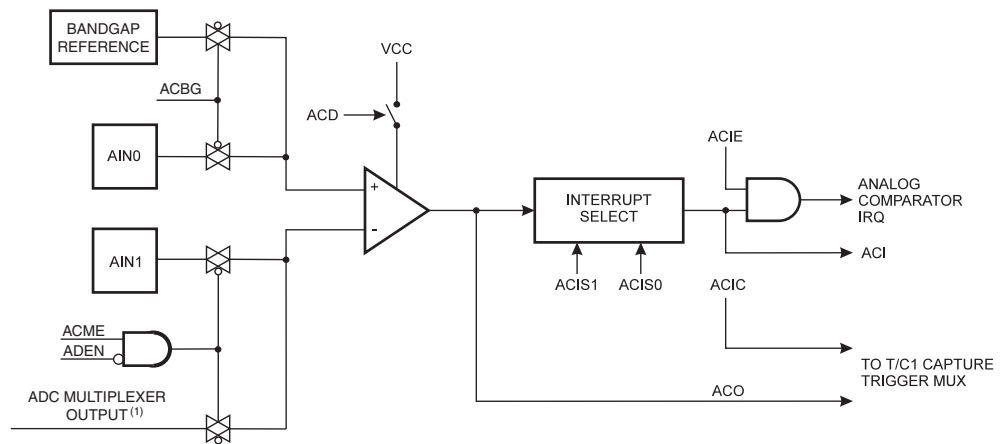 BANDGAP
REFERENCE
VCC
ACBG
ACD
AIN0
ACIE
+
-
INTERRUPT
SELECT
ANALOG
COMPARATOR
IRQ
AIN1
ACI
ACIS1
ACIS0
ACIC
ACME
ADEN
TO T/C1 CAPTURE
TRIGGER MUX
ADC MULTIPLEXER
OUTPUT (1)
ACO